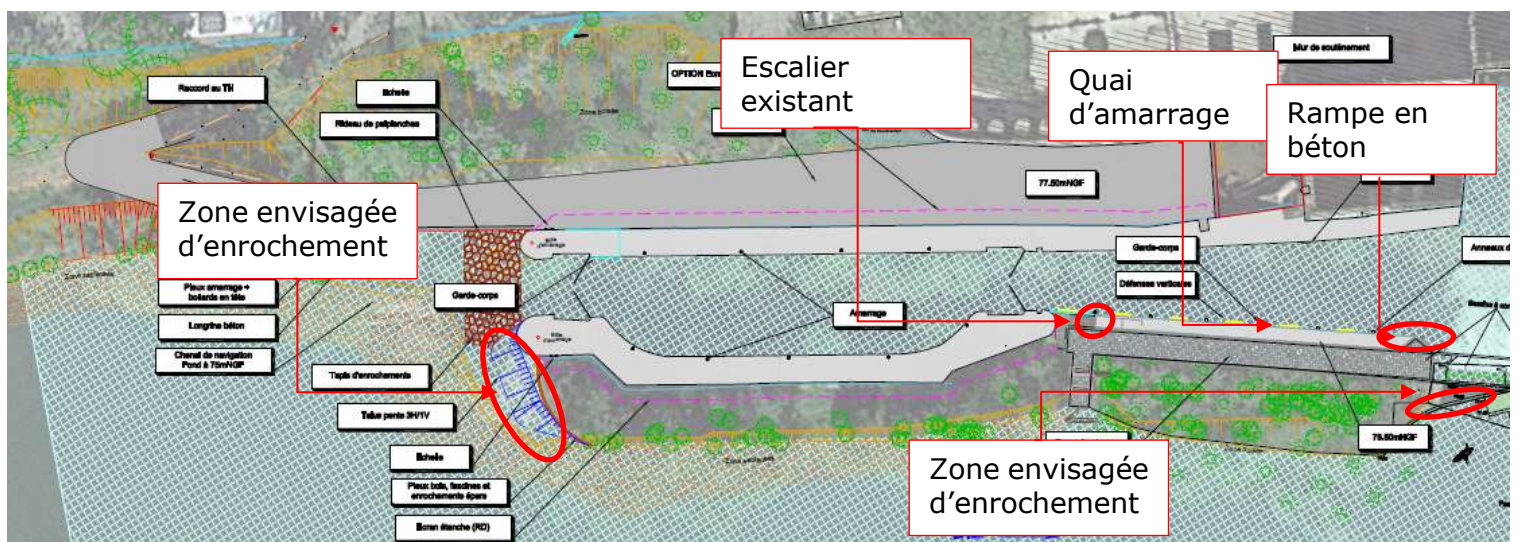 Mur de soutènement
Escalier
existant
Quai
d’amarrage
Rampe en
béton
OPTION
Raccord au TN
Echelle
Rideau de palplanches
77.50mNGF
Zone envisagée
d’enrochement
Garde-corps
Anneaux
Pieux amarrage +
bollards en tête
Garde-corps
Défenses verticales
Longrine béton
Amarrage
Chenal de navigation
Fond à 75mNGF
Tapis d'enrochements
Talus pente 3H/1V
Echelle
Pieux bois, fascines et
enrochements épars
Ecran étanche (RD)
Zone envisagée
d’enrochement